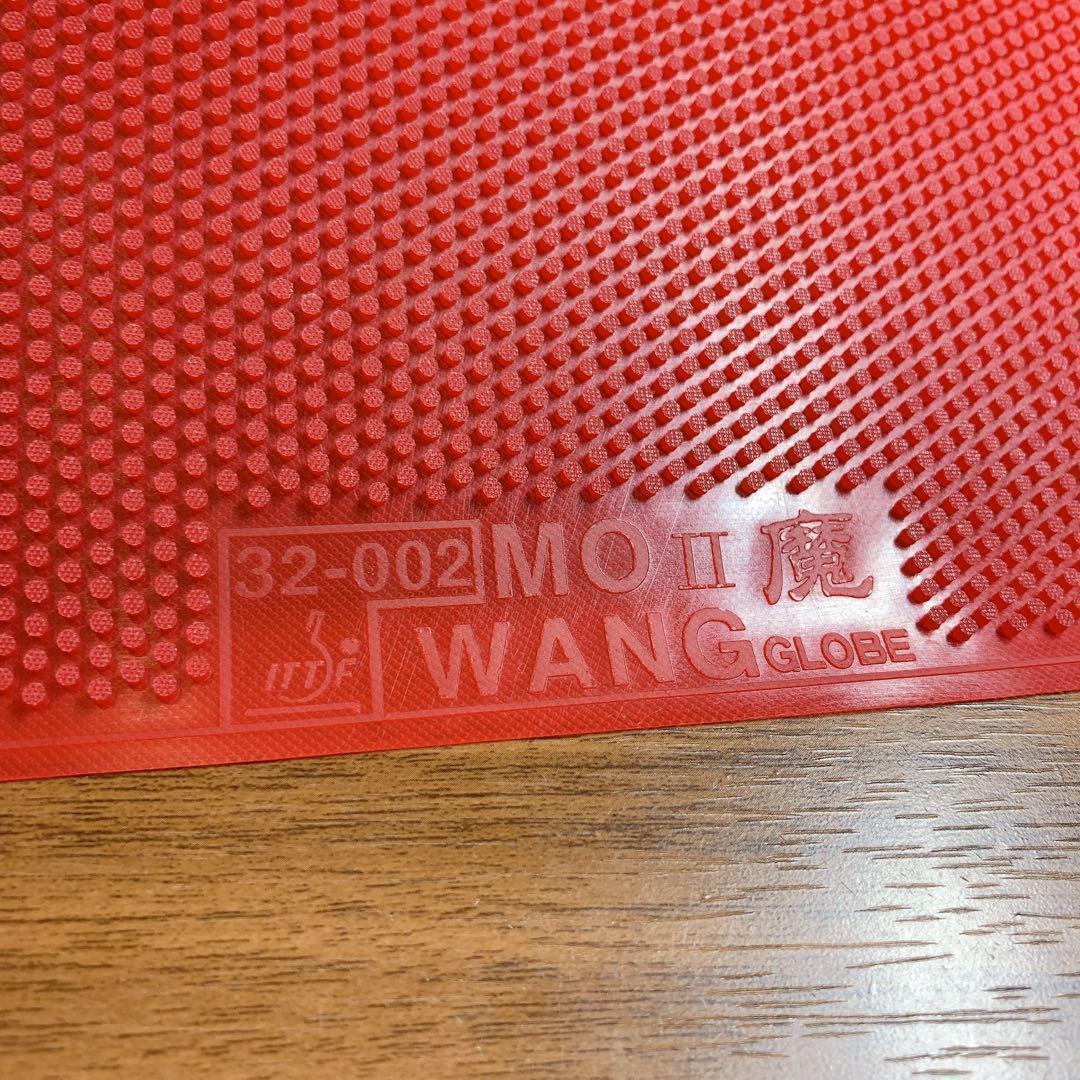 32-002 MO II 魔
ITTF WANG GLOBE